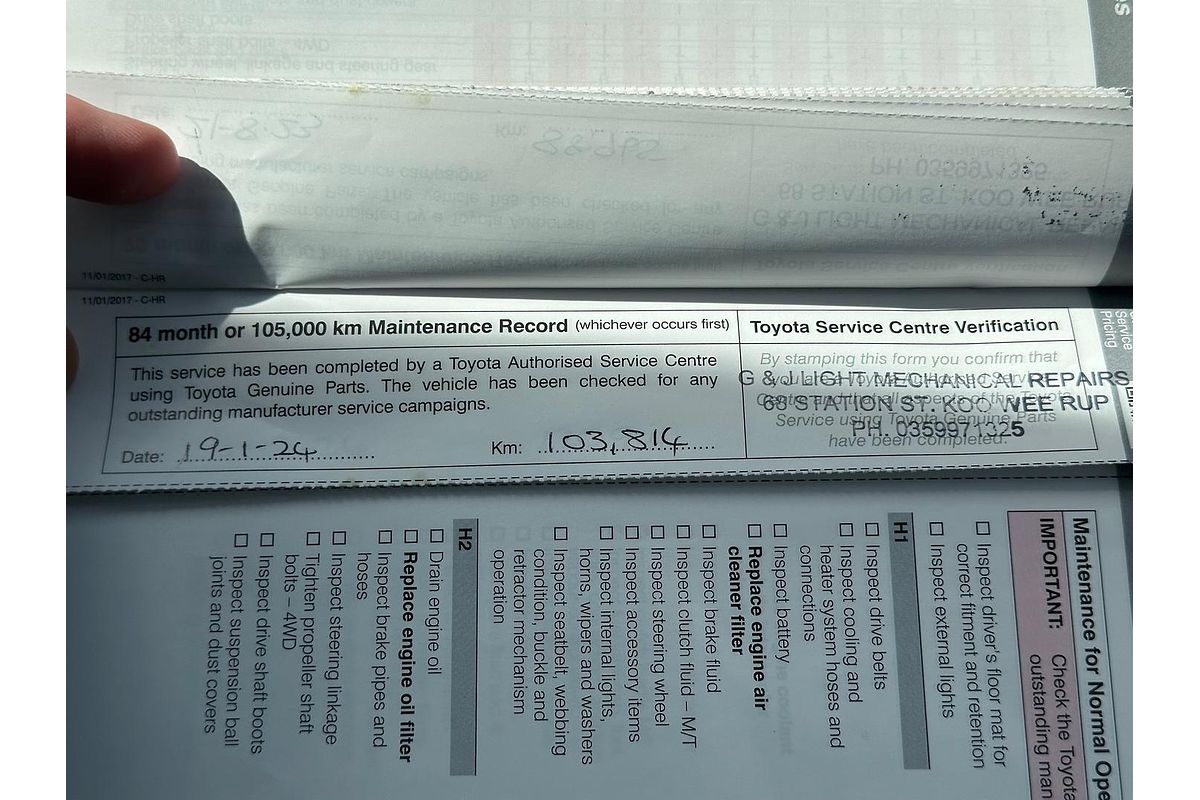 11/01/2017 - C-HR
11/01/2017 - C-HR
84 month or 105,000 km Maintenance Record (whichever occurs first)
This service has been completed by a Toyota Authorised Service Centre
using Toyota Genuine Parts. The vehicle has been checked for any
outstanding manufacturer service campaigns.
Date: 19-1-24 Km: 103,814
Toyota Service Centre Verification
By stamping this form you confirm that
Service using Toyota Genuine Parts
have been completed.
G & J LIGHT MECHANICAL REPAIRS
68 STATION ST. KOO WEE RUP
PH. 0359971325
Service
Pricing
Maintenance for Normal Ope
IMPORTANT: Check the Toyota
outstanding man
Inspect driver's floor mat for
correct fitment and retention
Inspect external lights
H1
Inspect drive belts
Inspect cooling and
heater system hoses and
connections
Inspect battery
Replace engine air
cleaner filter
Inspect brake fluid
Inspect clutch fluid – M/T
Inspect steering wheel
Inspect accessory items
Inspect internal lights,
horns, wipers and washers
Inspect seatbelt, webbing
condition, buckle and
retractor mechanism
operation
H2
Drain engine oil
Replace engine oil filter
Inspect brake pipes and
hoses
Inspect steering linkage
Tighten propeller shaft
bolts – 4WD
Inspect drive shaft boots
Inspect suspension ball
joints and dust covers